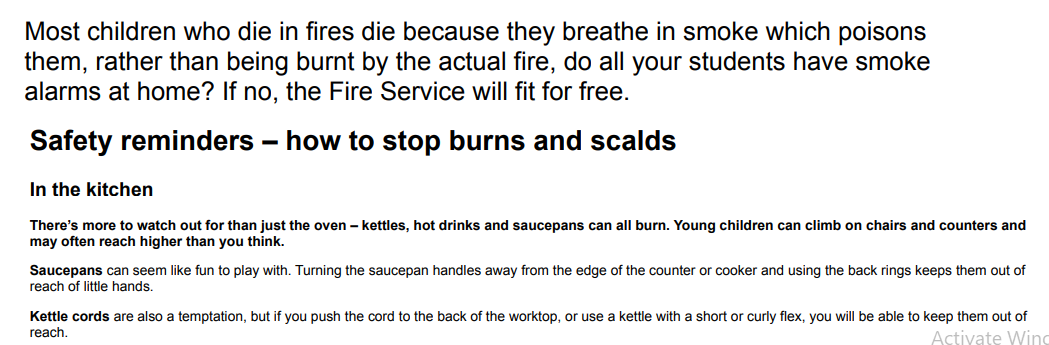 Most children who die in fires die because they breathe in smoke which poisons
them, rather than being burnt by the actual fire, do all your students have smoke
alarms at home? If no, the Fire Service will fit for free.
Safety reminders – how to stop burns and scalds
In the kitchen
There's more to watch out for than just the oven – kettles, hot drinks and saucepans can all burn. Young children can climb on chairs and counters and
may often reach higher than you think.
Saucepans can seem like fun to play with. Turning the saucepan handles away from the edge of the counter or cooker and using the back rings keeps them out of
reach of little hands.
Kettle cords are also a temptation, but if you push the cord to the back of the worktop, or use a kettle with a short or curly flex, you will be able to keep them out of
reach.
Activate Winc